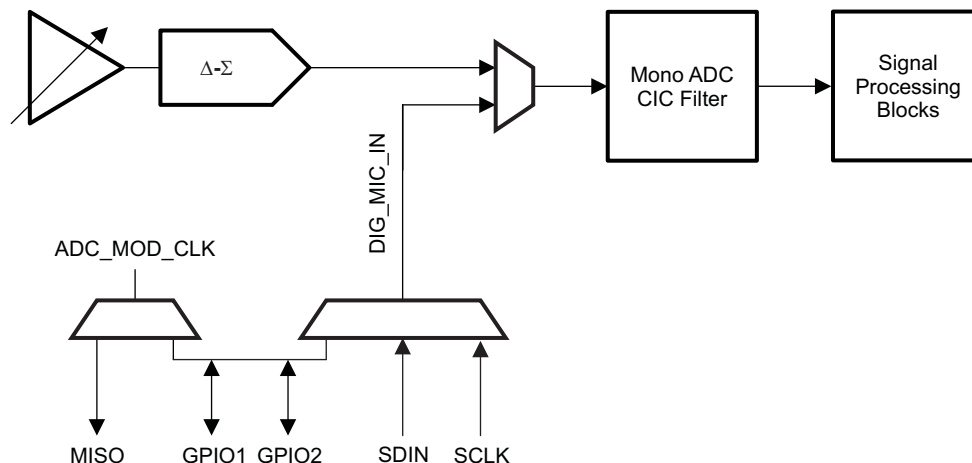 Δ-Σ
Mono ADC
CIC Filter
Signal
Processing
Blocks
DIG_MIC_IN
ADC_MOD_CLK
MISO
GPIO1
GPIO2
SDIN
SCLK